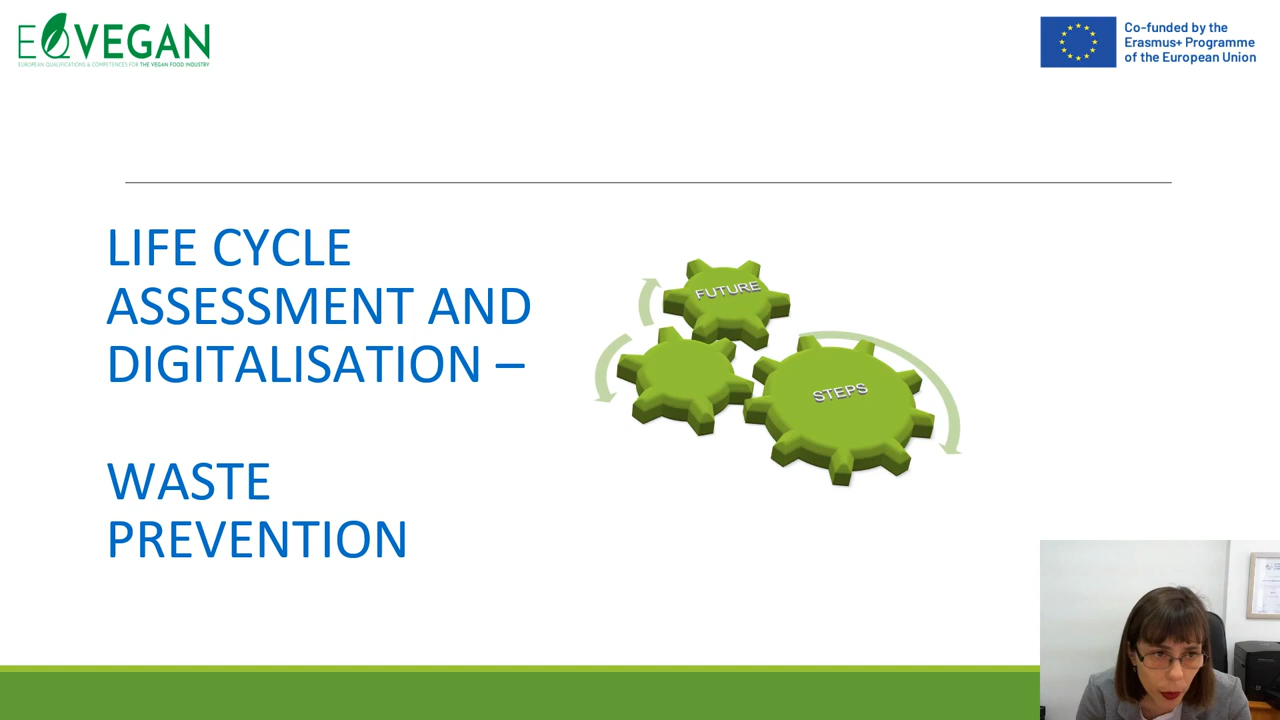 EQVEGAN
EUROPEAN QUALIFICATIONS & COMPETENCES FOR THE VEGAN FOOD INDUSTRY
Co-funded by the
Erasmus+ Programme
of the European Union
LIFE CYCLE
ASSESSMENT AND
DIGITALISATION –
WASTE
PREVENTION
FUTURE
STEPS